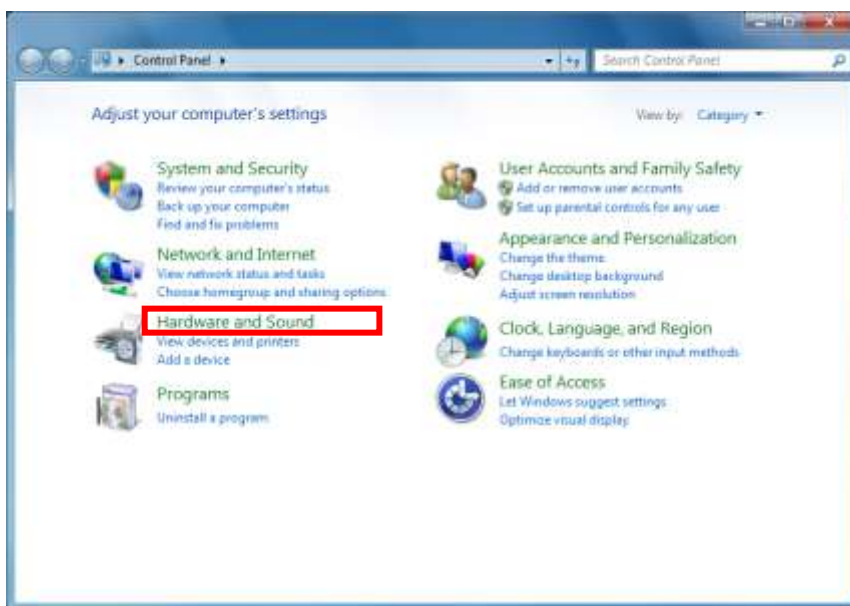 Control Panel
Search Control Panel
Adjust your computer's settings
View by: Category
System and Security
Review your computer's status
Back up your computer
Find and fix problems
Network and Internet
View network status and tasks
Choose homegroup and sharing options
Hardware and Sound
View devices and printers
Add a device
Programs
Uninstall a program
User Accounts and Family Safety
Add or remove user accounts
Set up parental controls for any user
Appearance and Personalization
Change the theme
Change desktop background
Adjust screen resolution
Clock, Language, and Region
Change keyboards or other input methods
Ease of Access
Let Windows suggest settings
Optimize visual display